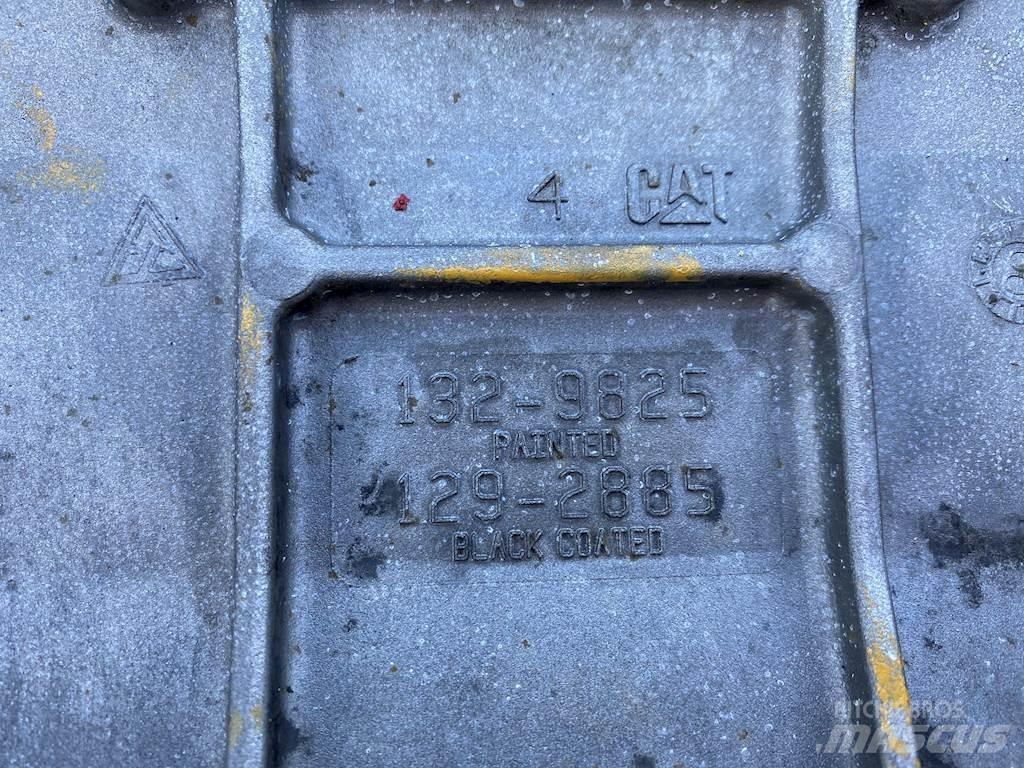 4 CAT
132-9825
PAINTED
129-2885
BLACK COATED
RITCHIE BROS
MASCUS